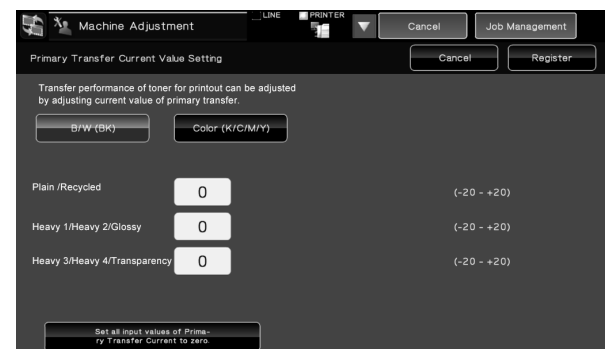 Machine Adjustment
LINE
PRINTER
Cancel
Job Management
Primary Transfer Current Value Setting
Cancel
Register
Transfer performance of toner for printout can be adjusted
by adjusting current value of primary transfer.
B/W (BK)
Color (K/C/M/Y)
Plain /Recycled
0
(-20 - +20)
Heavy 1/Heavy 2/Glossy
0
(-20 - +20)
Heavy 3/Heavy 4/Transparency
0
(-20 - +20)
Set all input values of Prima-
ry Transfer Current to zero.